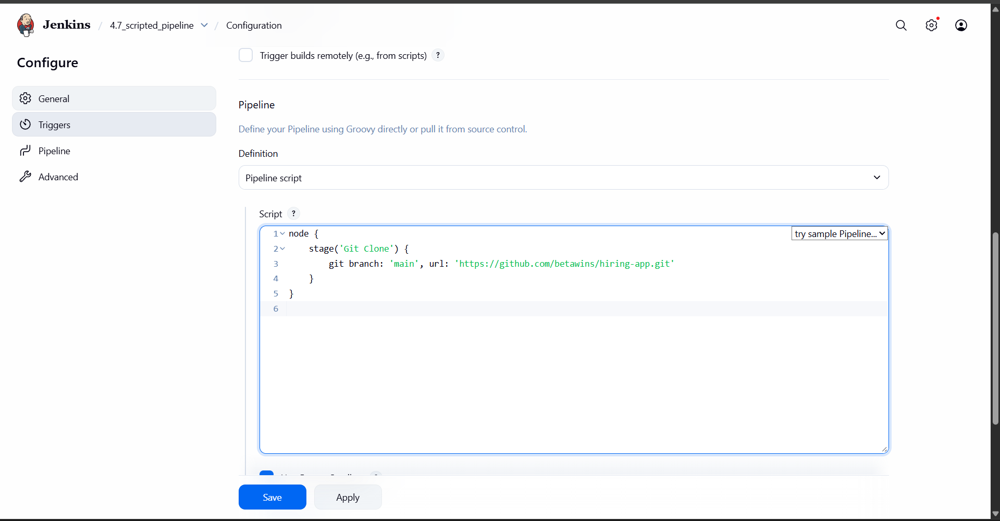 Jenkins / 4.7_scripted_pipeline / Configuration
Configure
General
Triggers
Pipeline
Advanced
Trigger builds remotely (e.g., from scripts) ?
Pipeline
Define your Pipeline using Groovy directly or pull it from source control.
Definition
Pipeline script
Script ?
try sample Pipeline...
1 node {
2     stage('Git Clone') {
3         git branch: 'main', url: 'https://github.com/betawins/hiring-app.git'
4     }
5 }
6
Save
Apply